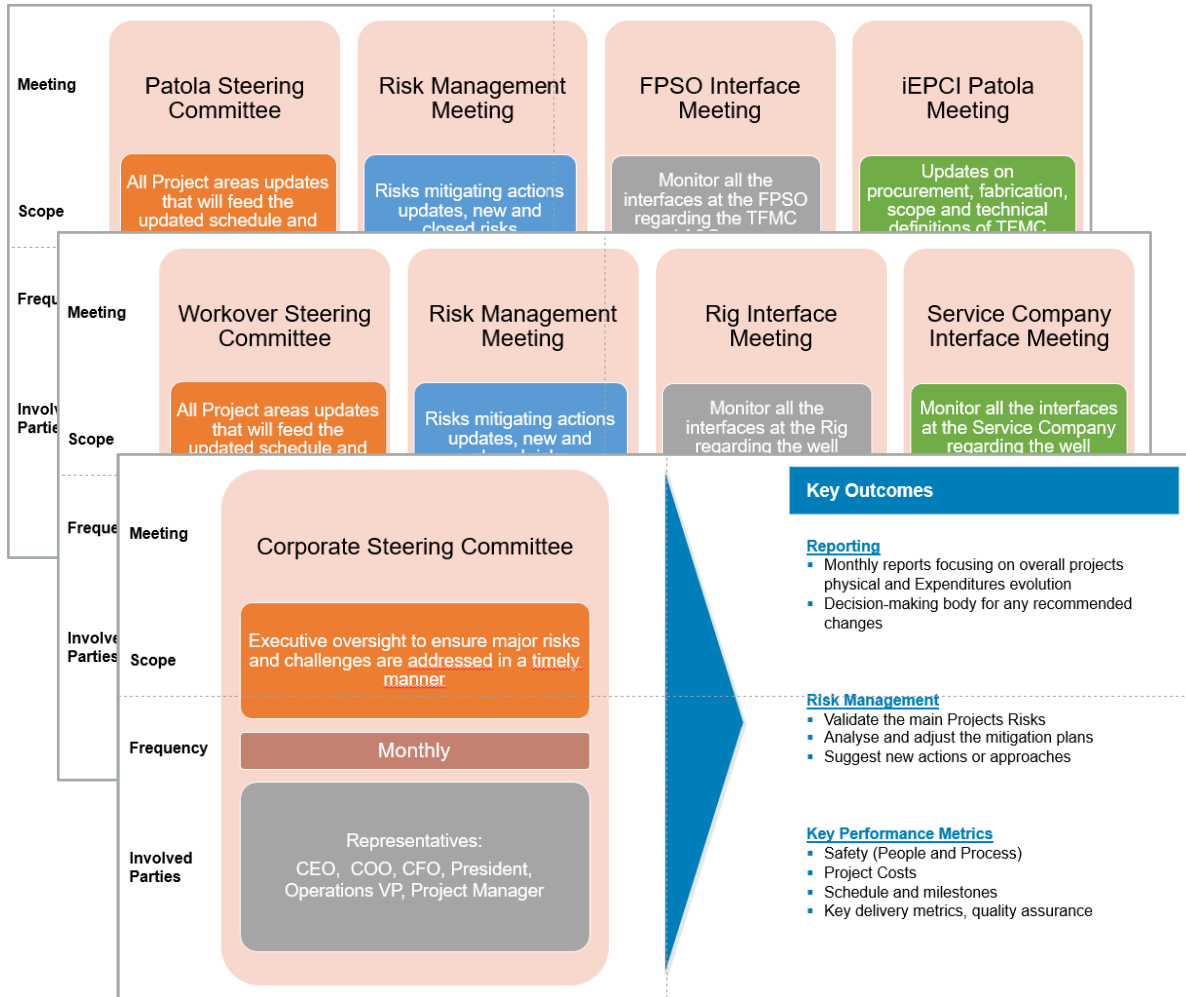 Meeting
Patola Steering
Committee
Risk Management
Meeting
FPSO Interface
Meeting
iEPCI Patola
Meeting
Scope
All Project areas updates
that will feed the
updated schedule and
Risks mitigating actions
updates, new and
closed risks
Monitor all the
interfaces at the FPSO
regarding the TFMC
Updates on
procurement, fabrication,
scope and technical
definitions of TFMC
Meeting
Workover Steering
Committee
Risk Management
Meeting
Rig Interface
Meeting
Service Company
Interface Meeting
Scope
All Project areas updates
that will feed the
updated schedule and
Risks mitigating actions
updates, new and
Monitor all the
interfaces at the Rig
regarding the well
Monitor all the interfaces
at the Service Company
regarding the well
Parties
Parties
Meeting
Corporate Steering Committee
Scope
Executive oversight to ensure major risks
and challenges are addressed in a timely
manner
Frequency
Monthly
Involved
Parties
Representatives:
CEO, COO, CFO, President,
Operations VP, Project Manager
Key Outcomes
Reporting
▪ Monthly reports focusing on overall projects
physical and Expenditures evolution
▪ Decision-making body for any recommended
changes
Risk Management
▪ Validate the main Projects Risks
▪ Analyse and adjust the mitigation plans
▪ Suggest new actions or approaches
Key Performance Metrics
▪ Safety (People and Process)
▪ Project Costs
▪ Schedule and milestones
▪ Key delivery metrics, quality assurance